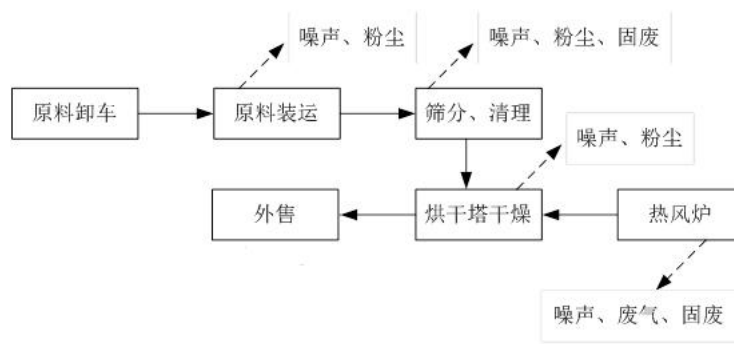 噪声、粉尘
噪声、粉尘、固废
原料卸车
原料装运
筛分、清理
噪声、粉尘
外售
烘干塔干燥
热风炉
噪声、废气、固废